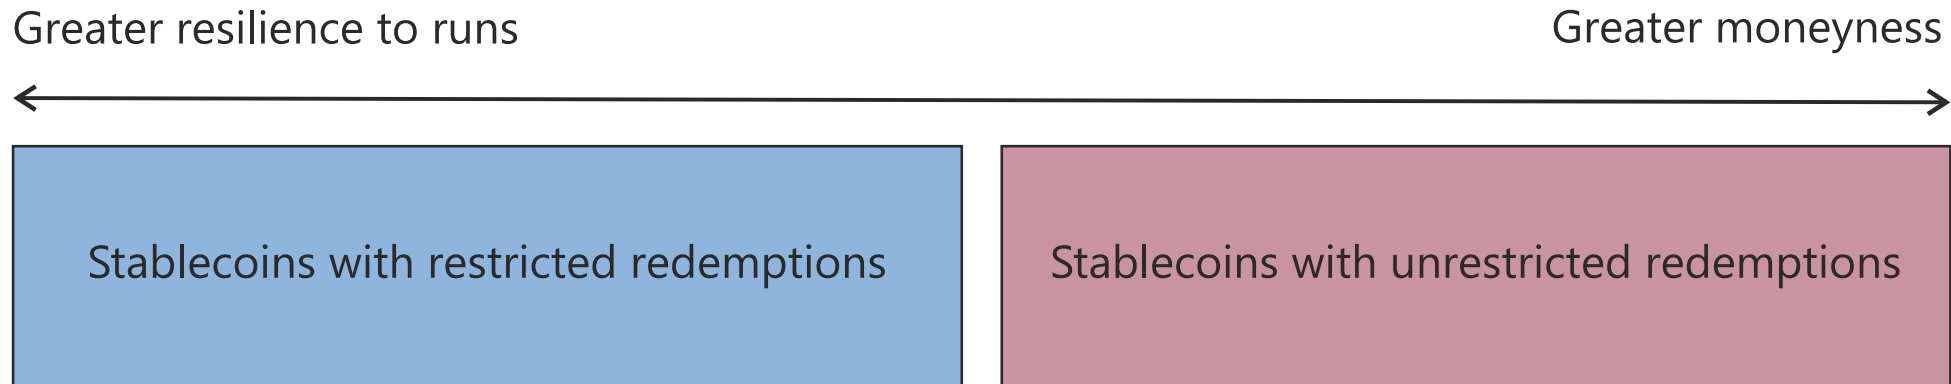 Greater resilience to runs
Greater moneyness
Stablecoins with restricted redemptions
Stablecoins with unrestricted redemptions